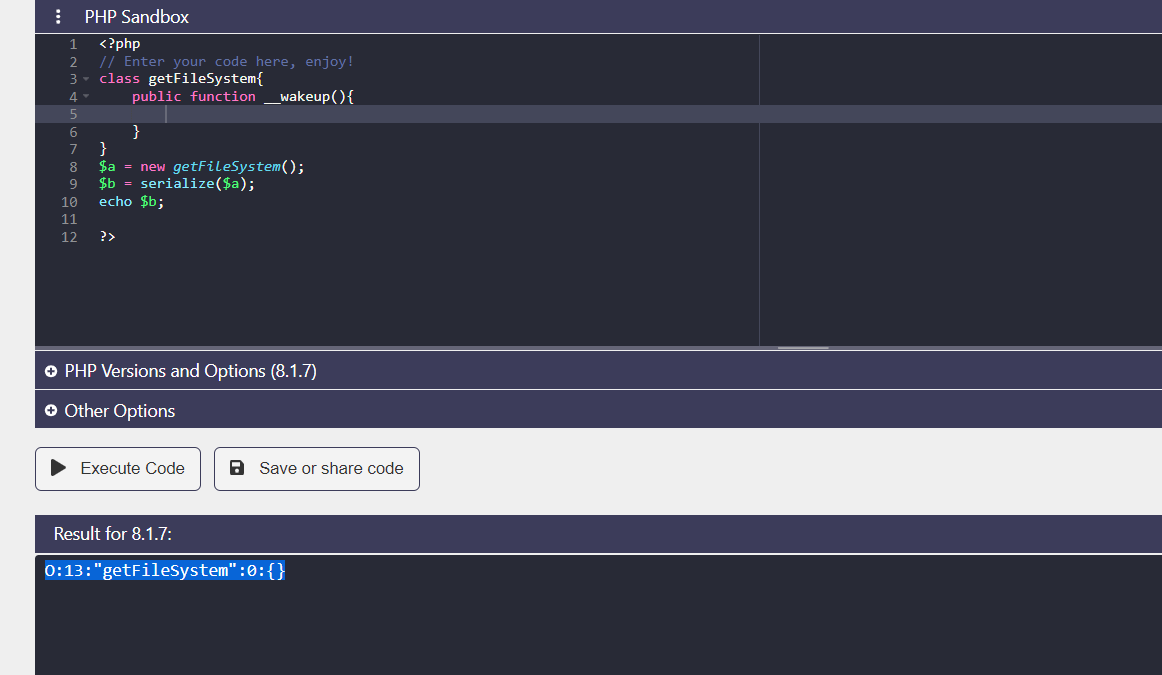 PHP Sandbox
1 <?php
2 // Enter your code here, enjoy!
3 class getFileSystem{
4 public function __wakeup(){
5
6 }
7 }
8 $a = new getFileSystem();
9 $b = serialize($a);
10 echo $b;
11
12 ?>
PHP Versions and Options (8.1.7)
Other Options
Execute Code
Save or share code
Result for 8.1.7:
O:13:"getFileSystem":0:{}